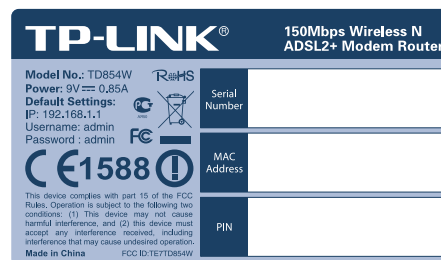 TP-LINK®
150Mbps Wireless N
ADSL2+ Modem Router
Model No.: TD854W
RoHS
Power: 9V⎓0.85A
Default Settings:
IP: 192.168.1.1
Username: admin
Password : admin
FC
CE1588
This device complies with part 15 of the FCC
Rules. Operation is subject to the following two
conditions: (1) This device may not cause
harmful interference, and (2) this device must
accept any interference received, including
interference that may cause undesired operation.
Made in China FCC ID:TE7TD854W
Serial
Number
MAC
Address
PIN